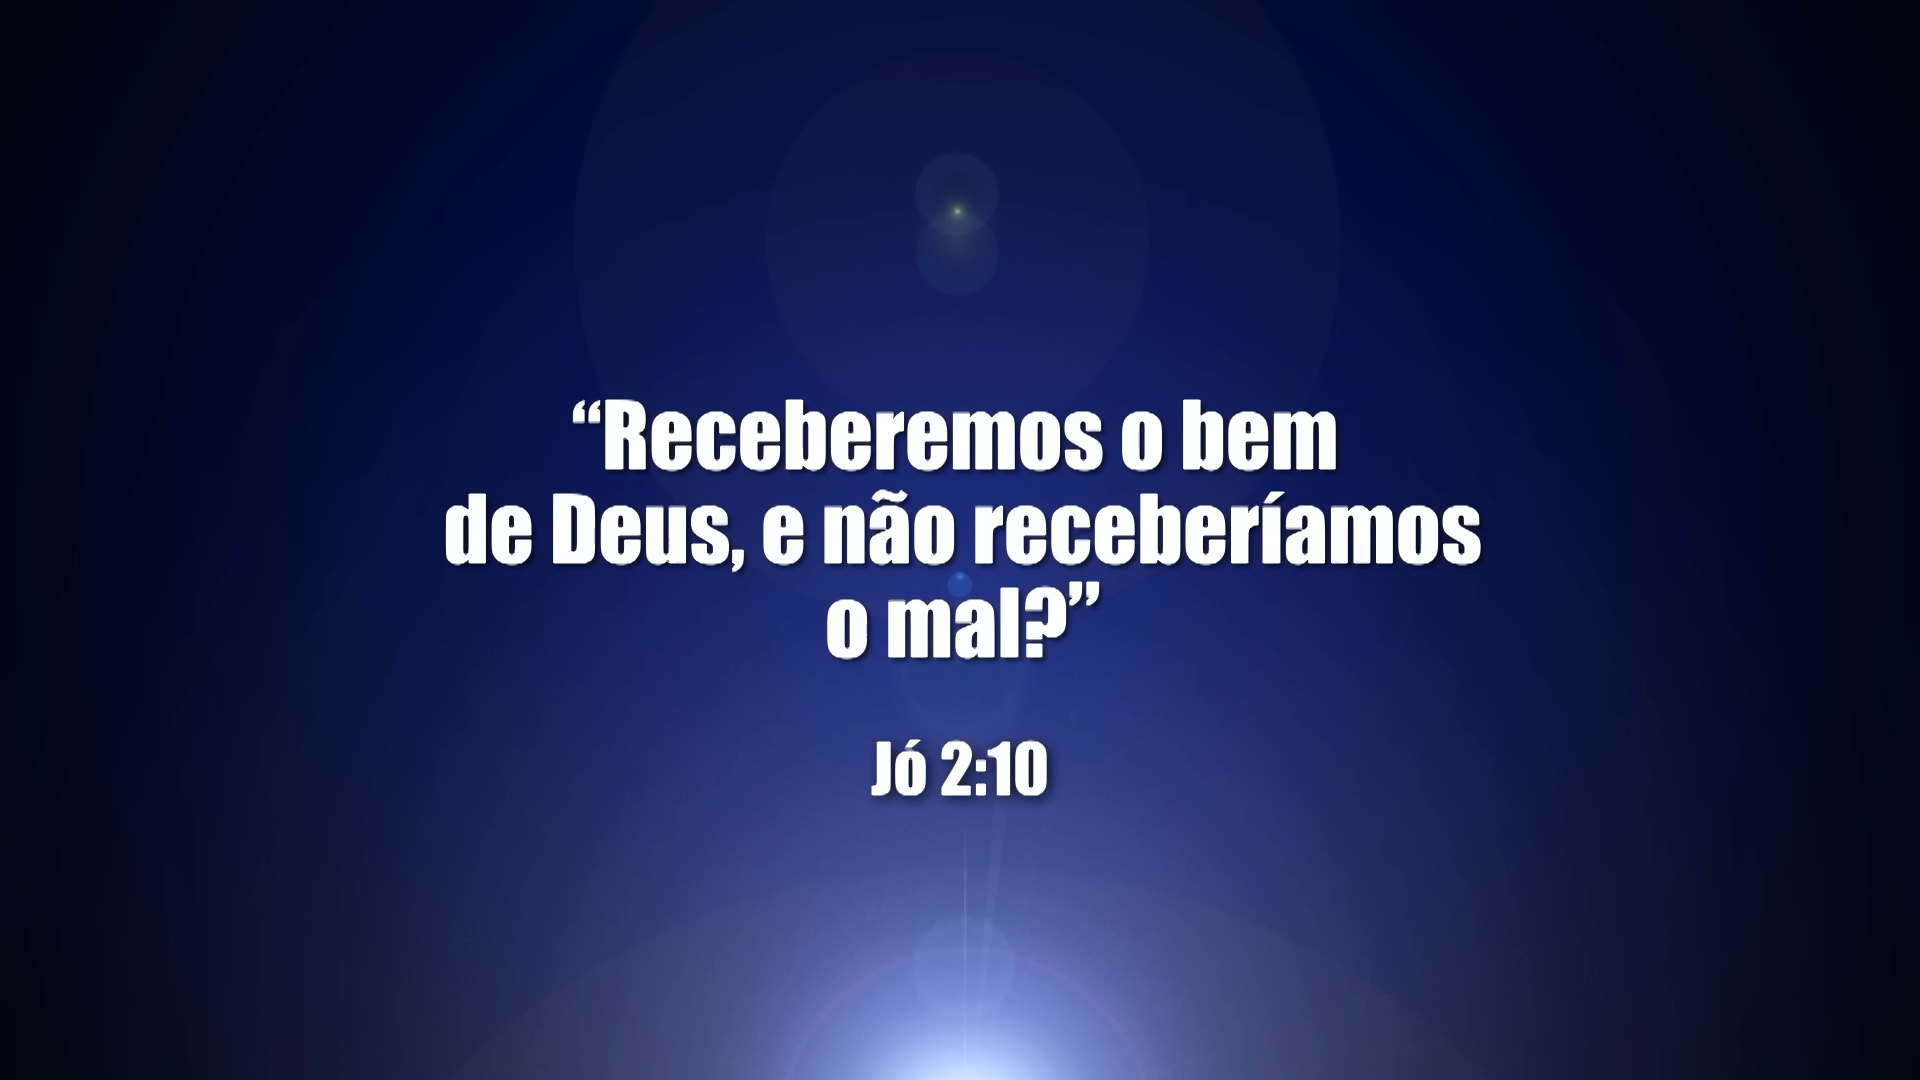 “Receberemos o bem
de Deus, e não receberíamos
o mal?”
Jó 2:10